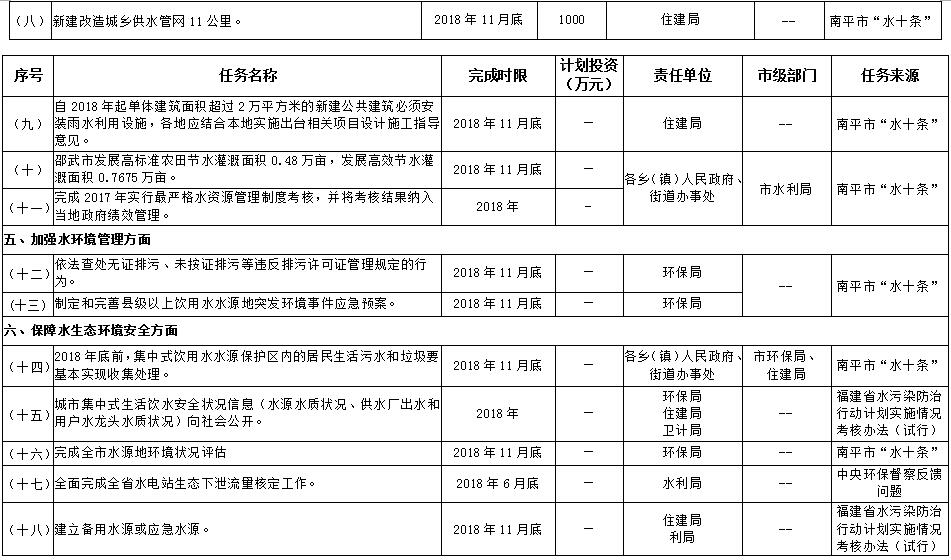 （八） 新建改造城乡供水管网 11 公里。 2018 年 11 月底 1000 住建局 -- 南平市“水十条”
序号 任务名称 完成时限 计划投资（万元） 责任单位 市级部门 任务来源
（九） 自 2018 年起单体建筑面积超过 2 万平方米的新建公共建筑必须安
装雨水利用设施，各地应结合本地实施出台相关项目设计施工指导
意见。 2018 年 11 月底 — 住建局 -- 南平市“水十条”
（十） 邵武市发展高标准农田节水灌溉面积 0.48 万亩，发展高效节水灌
溉面积 0.7675 万亩。 2018 年 11 月底 — 各乡（镇）人民政府、
街道办事处 市水利局 南平市“水十条”
（十一） 完成 2017 年实行最严格水资源管理制度考核，并将考核结果纳入
当地政府绩效管理。 2018 年 -
五、加强水环境管理方面
（十二） 依法查处无证排污、未按证排污等违反排污许可证管理规定的行
为。 2018 年 11 月底 — 环保局 -- 南平市“水十条”
（十三） 制定和完善县级以上饮用水水源地突发环境事件应急预案。 2018 年 11 月底 — 环保局
六、保障水生态环境安全方面
（十四） 2018 年底前，集中式饮用水水源保护区内的居民生活污水和垃圾要
基本实现收集处理。 2018 年 11 月底 — 各乡（镇）人民政府、
街道办事处 市环保局、
住建局 南平市“水十条”
（十五） 城市集中式生活饮水安全状况信息（水源水质状况、供水厂出水和
用户水龙头水质状况）向社会公开。 2018 年 — 环保局
住建局
卫计局 -- 福建省水污染防治
行动计划实施情况
考核办法（试行）
（十六） 完成全市水源地环境状况评估 2018 年 11 月底 — 环保局 -- 南平市“水十条”
（十七） 全面完成全省水电站生态下泄流量核定工作。 2018 年 6 月底 — 水利局 -- 中央环保督察反馈
问题
（十八） 建立备用水源或应急水源。 2018 年 11 月底 — 住建局
利局 -- 福建省水污染防治
行动计划实施情况
考核办法（试行）